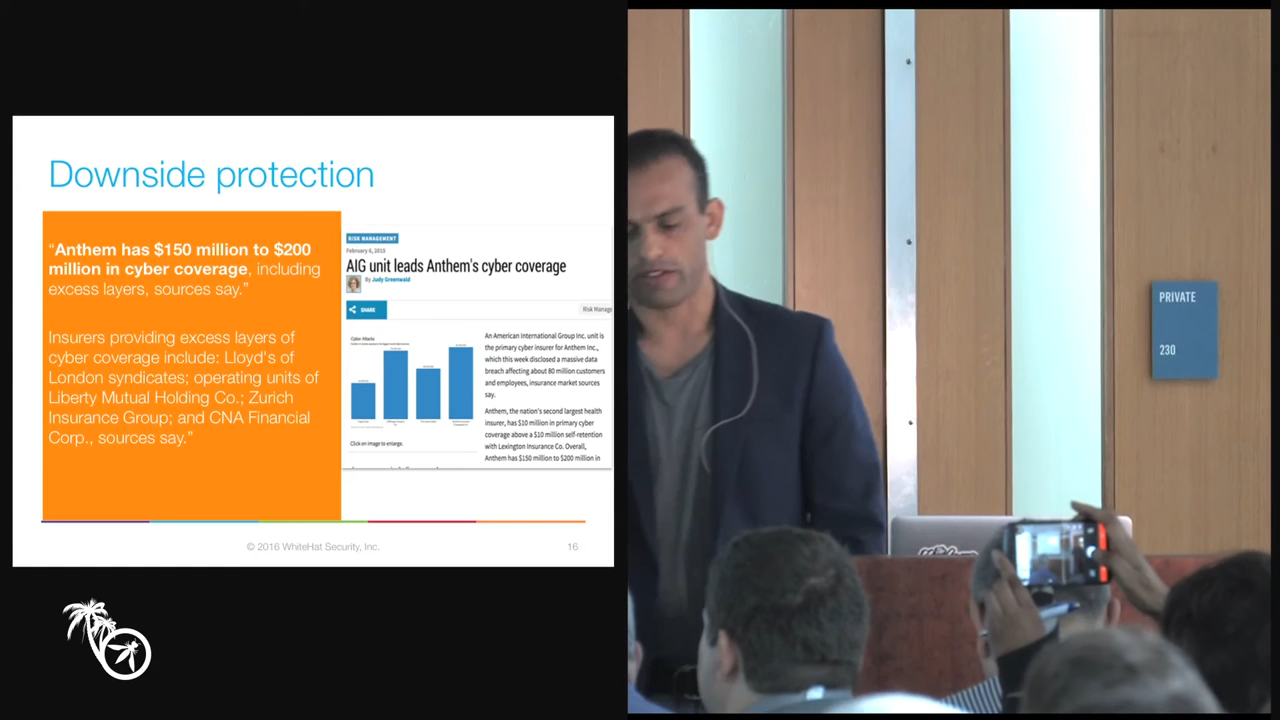 Downside protection
“Anthem has $150 million to $200
million in cyber coverage, including
excess layers, sources say.”
Insurers providing excess layers of
cyber coverage include: Lloyd's of
London syndicates; operating units of
Liberty Mutual Holding Co.; Zurich
Insurance Group; and CNA Financial
Corp., sources say.”
RISK MANAGEMENT
February 6, 2015
AIG unit leads Anthem's cyber coverage
By Judy Greenwald
SHARE
Risk Manage
Cyber Attacks
Click on image to enlarge.
An American International Group Inc. unit is
the primary cyber insurer for Anthem Inc.,
which this week disclosed a massive data
breach affecting about 80 million customers
and employees, insurance market sources
say.
Anthem, the nation's second largest health
insurer, has $10 million in primary cyber
coverage above a $10 million self-retention
with Lexington Insurance Co. Overall,
Anthem has $150 million to $200 million in
© 2016 WhiteHat Security, Inc.
16
PRIVATE
230